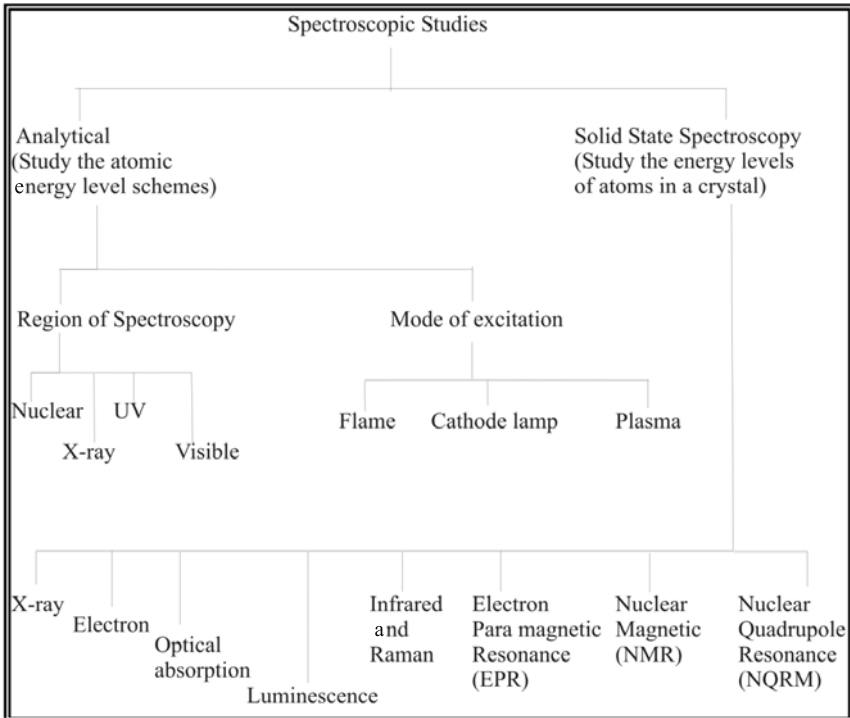 Spectroscopic Studies
Analytical
(Study the atomic
energy level schemes)
Solid State Spectroscopy
(Study the energy levels
of atoms in a crystal)
Region of Spectroscopy
Mode of excitation
Nuclear
UV
X-ray
Visible
Flame
Cathode lamp
Plasma
X-ray
Electron
Optical
absorption
Luminescence
Infrared
and
Raman
Electron
Para magnetic
Resonance
(EPR)
Nuclear
Magnetic
(NMR)
Nuclear
Quadrupole
Resonance
(NQRM)